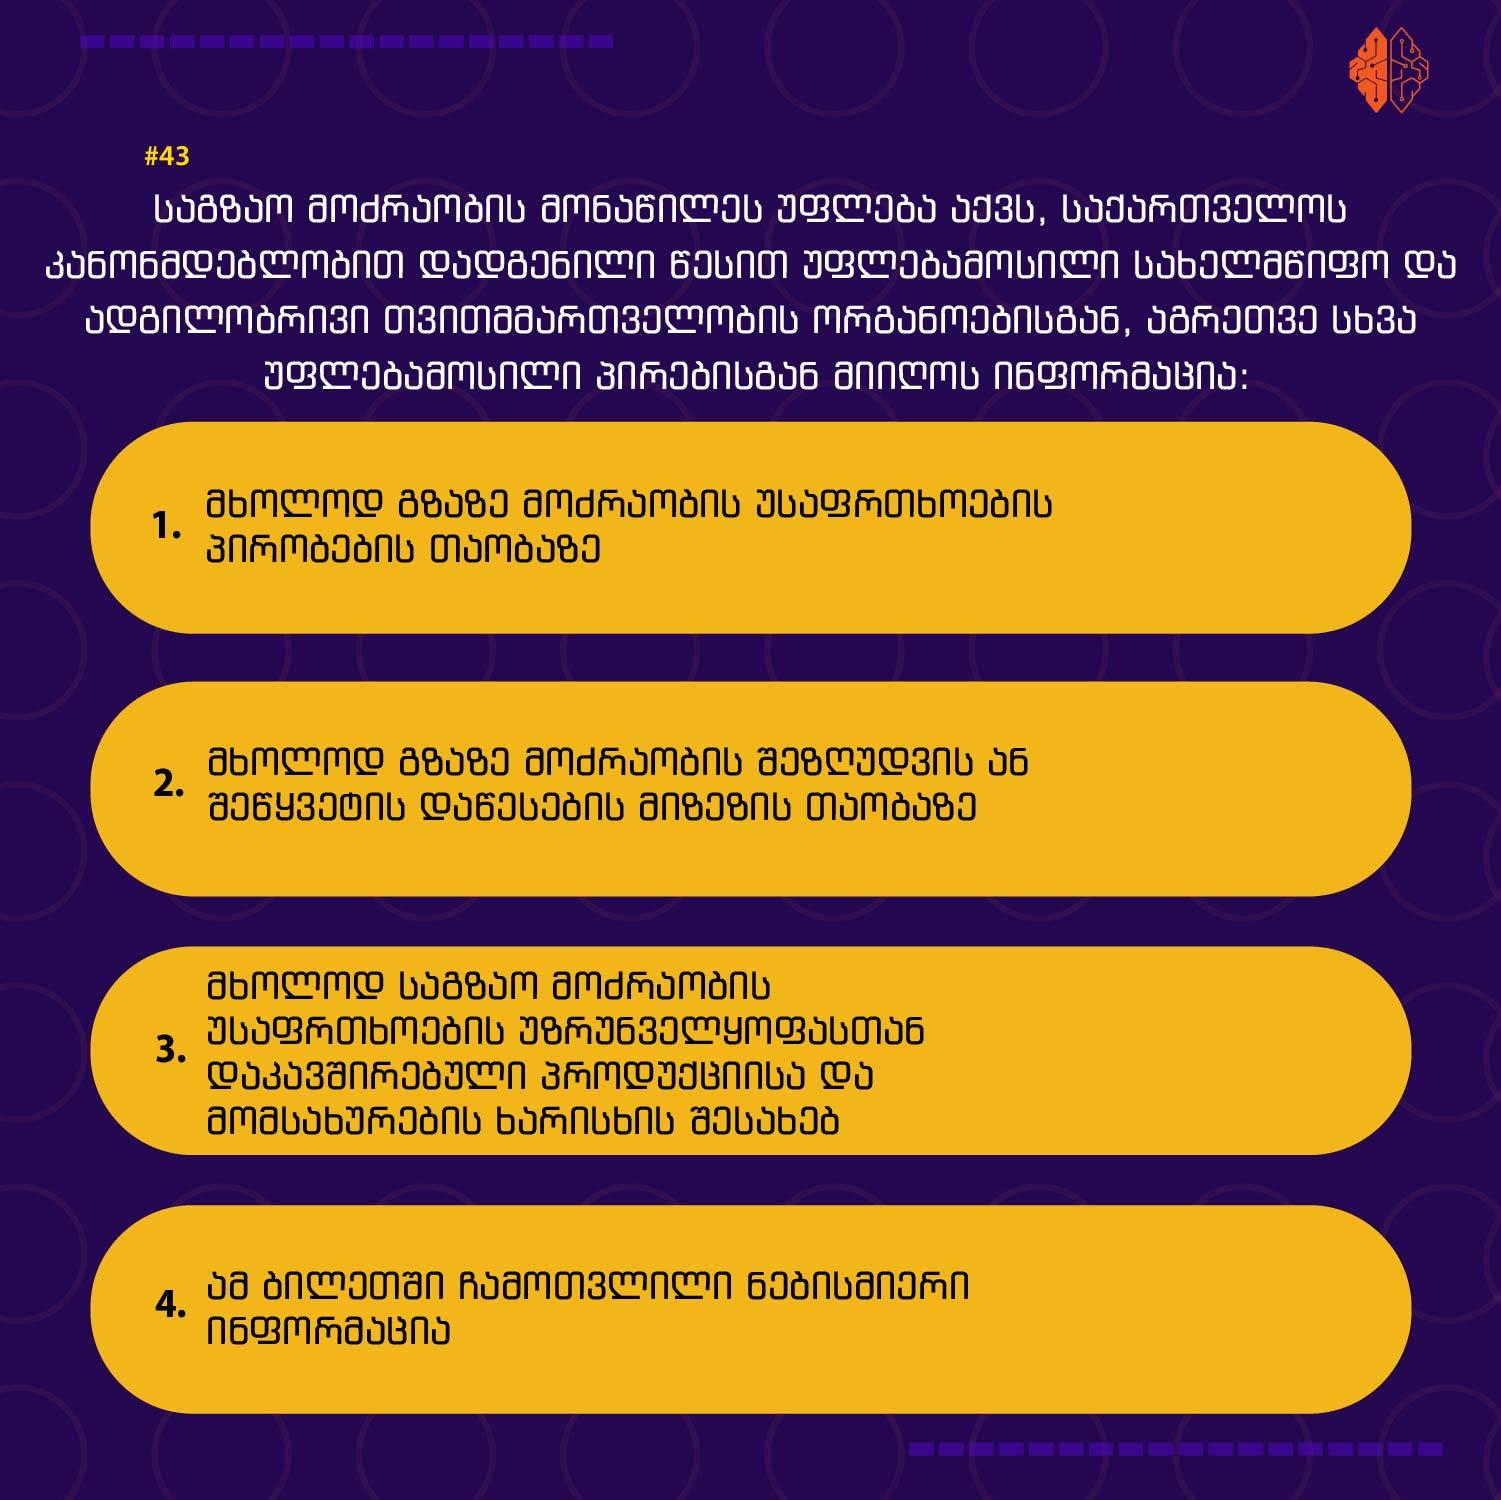 #43
საგზაო მოძრაობის მონაწილეს უფლება აქვს, საქართველოს
კანონმდებლობით დადგენილი წესით უფლებამოსილი სახელმწიფო და
ადგილობრივი თვითმმართველობის ორგანოებისგან, აგრეთვე სხვა
უფლებამოსილი პირებისგან მიიღოს ინფორმაცია:
1. მხოლოდ გზაზე მოძრაობის უსაფრთხოების
პირობების თაობაზე
2. მხოლოდ გზაზე მოძრაობის შეზღუდვის ან
შეწყვეტის დაწესების მიზეზის თაობაზე
3. მხოლოდ საგზაო მოძრაობის
უსაფრთხოების უზრუნველყოფასთან
დაკავშირებული პროდუქციისა და
მომსახურების ხარისხის შესახებ
4. ამ ბილეთში ჩამოთვლილი ნებისმიერი
ინფორმაცია